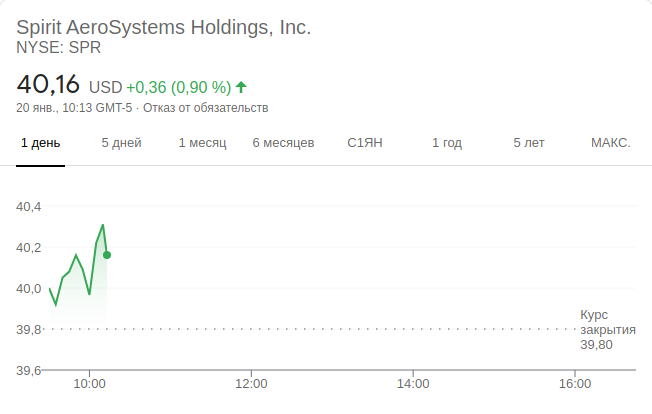 Spirit AeroSystems Holdings, Inc.
NYSE: SPR
40,16 USD +0,36 (0,90 %)
20 янв., 10:13 GMT-5 · Отказ от обязательств
1 день 5 дней 1 месяц 6 месяцев С1ЯН 1 год 5 лет МАКС.
40,4
40,2
40,0
39,8
39,6
Курс
закрытия
39,80
10:00 12:00 14:00 16:00